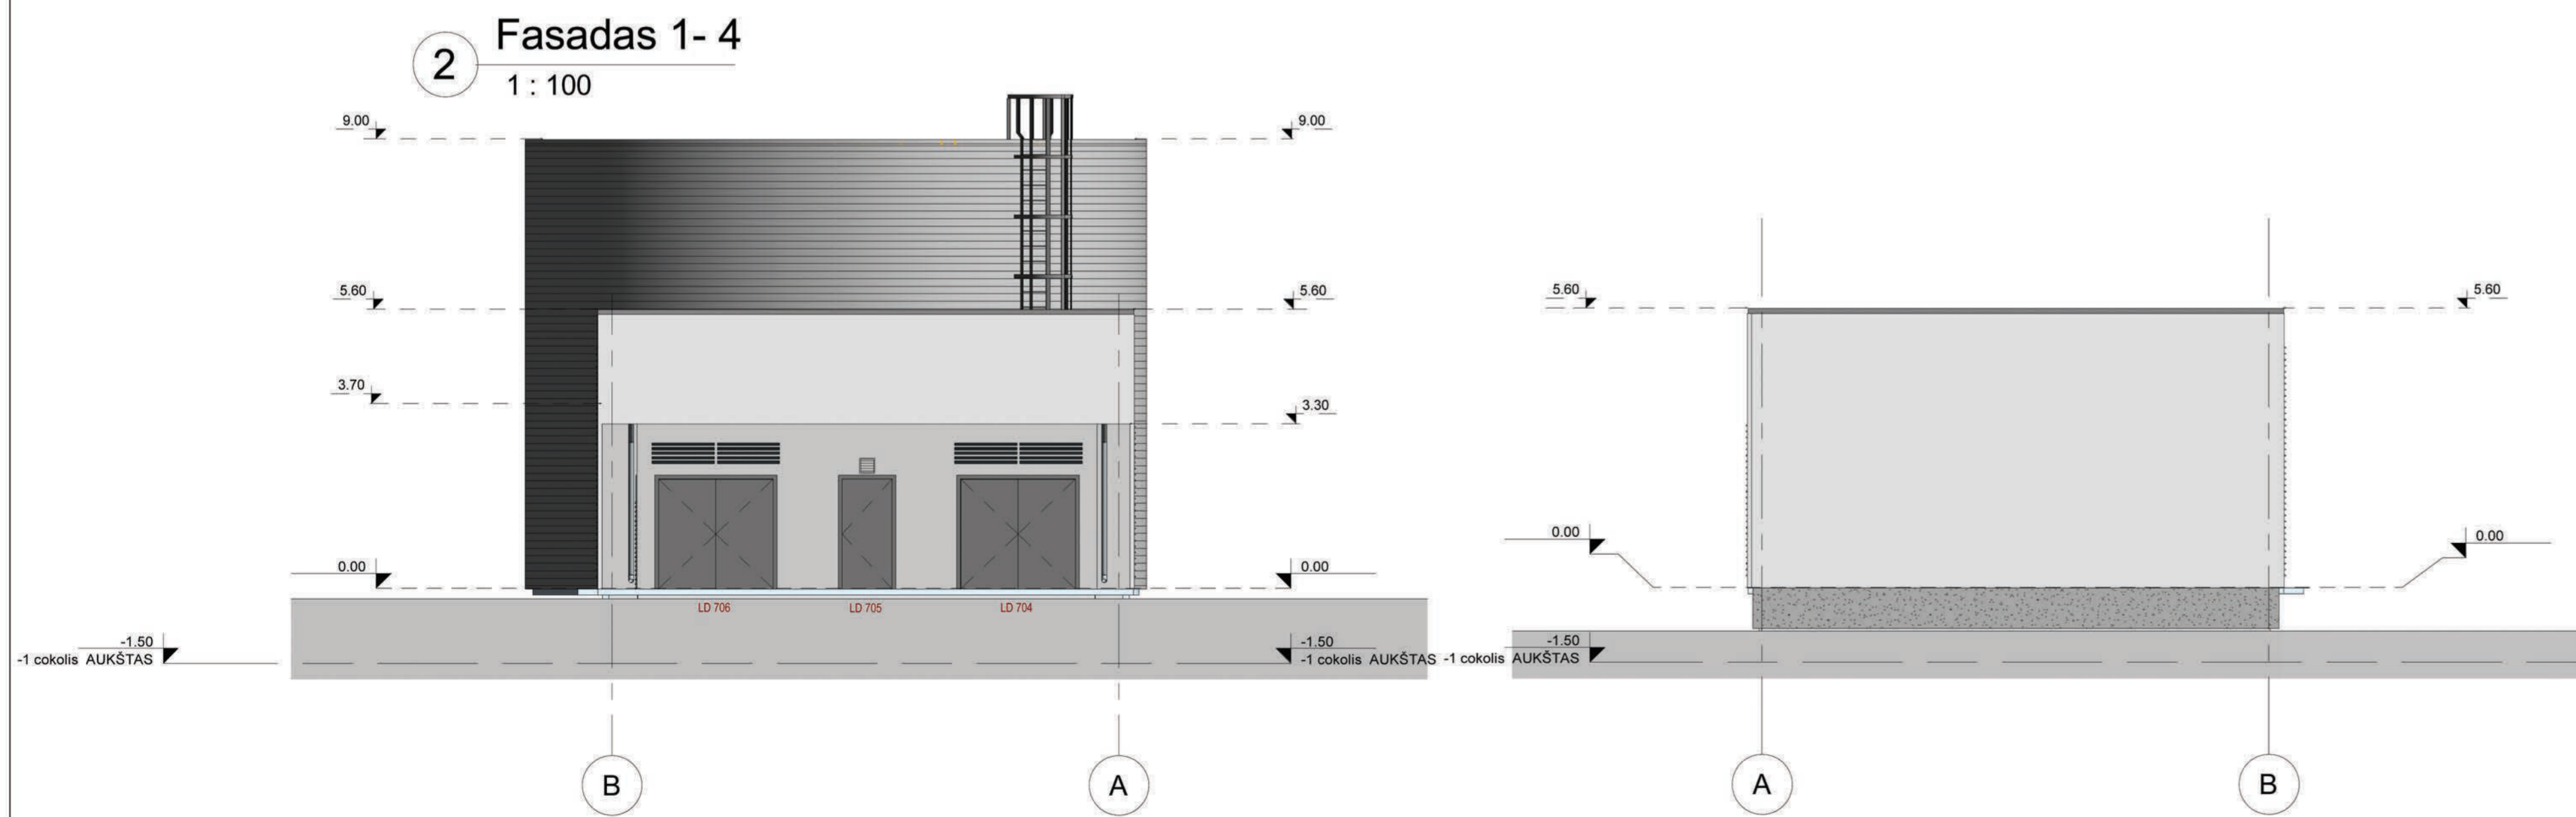 2
Fasadas 1- 4
1 : 100
9.00
9.00
5.60
5.60
3.70
3.30
0.00
0.00
LD 706
LD 705
LD 704
-1.50
-1 cokolis AUKŠTAS
-1.50
-1 cokolis AUKŠTAS
B
A
5.60
5.60
0.00
0.00
-1.50
-1 cokolis AUKŠTAS
A
B